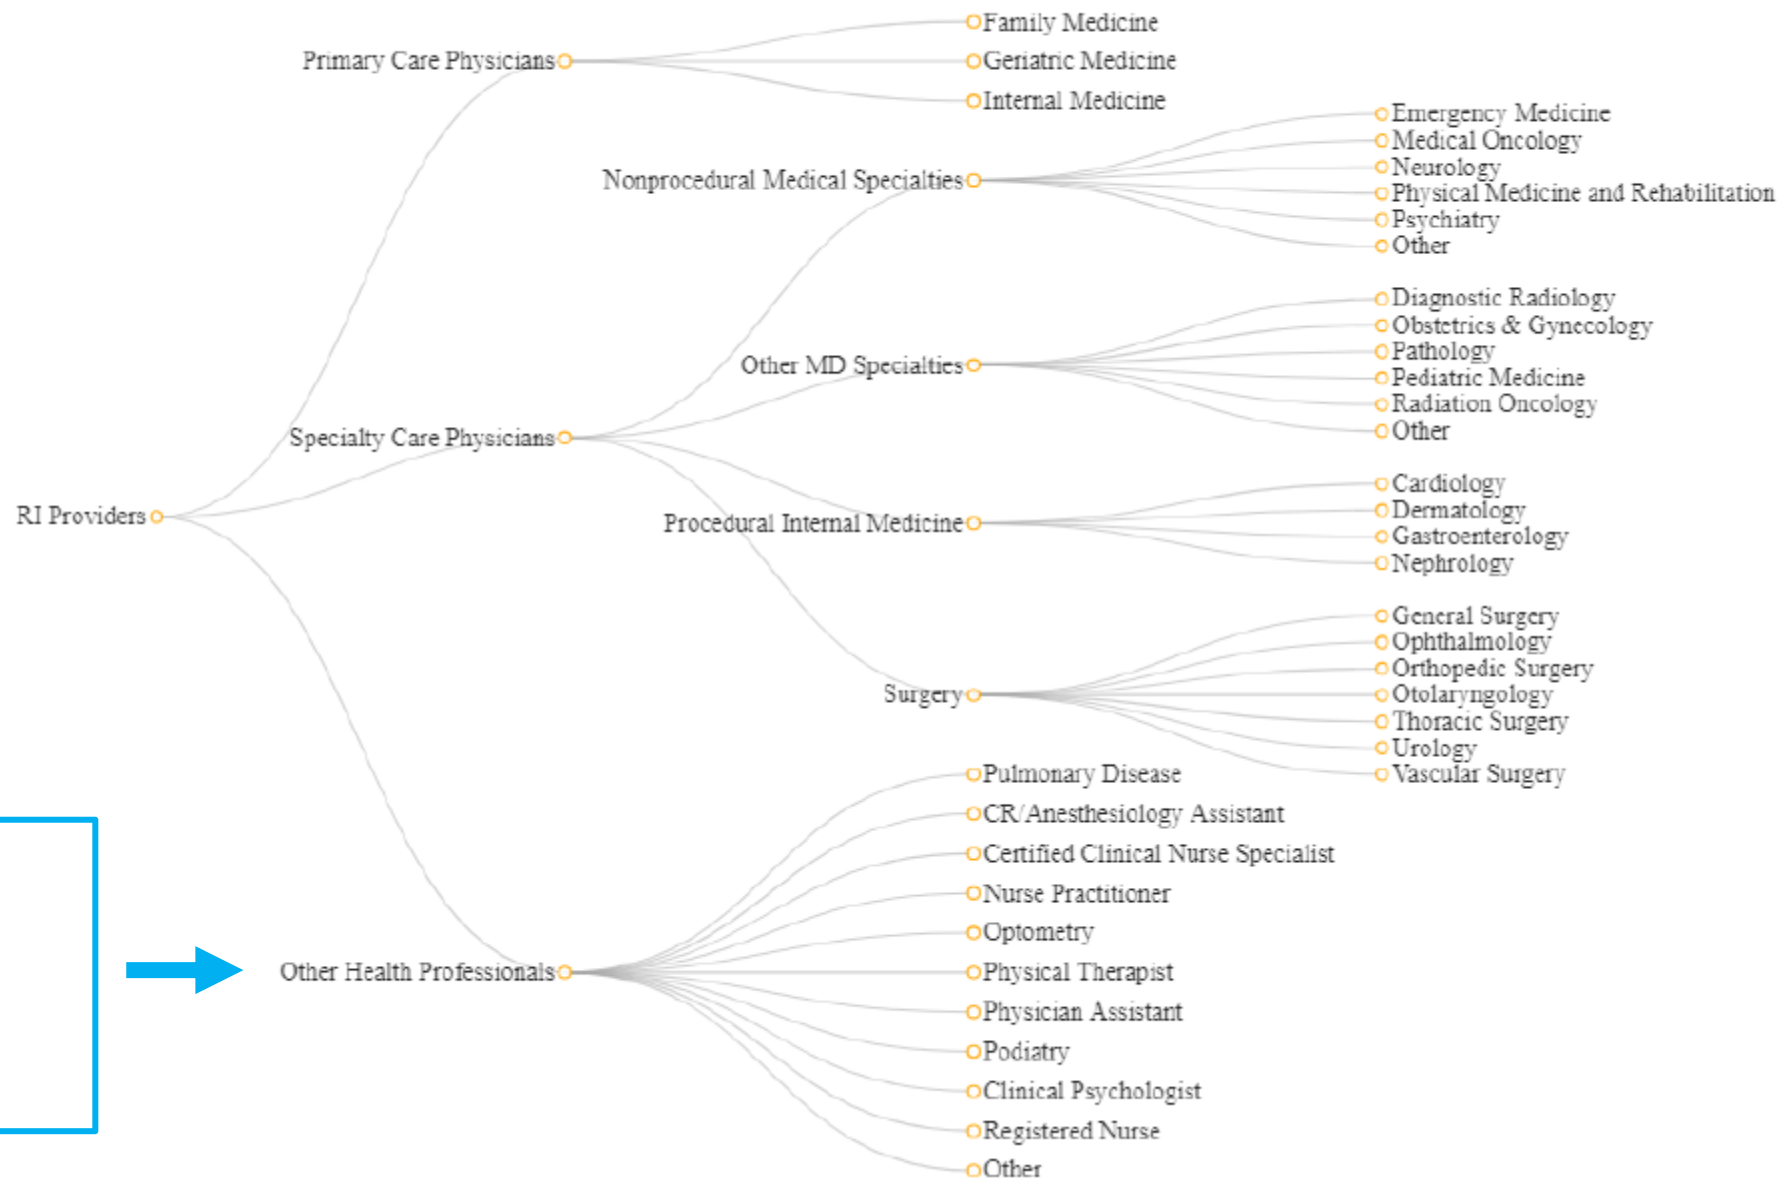 Family Medicine
Primary Care Physicians
Geriatric Medicine
Internal Medicine
Emergency Medicine
Medical Oncology
Neurology
Nonprocedural Medical Specialties
Physical Medicine and Rehabilitation
Psychiatry
Other
Diagnostic Radiology
Obstetrics & Gynecology
Pathology
Other MD Specialties
Pediatric Medicine
Radiation Oncology
Other
Specialty Care Physicians
Cardiology
Dermatology
RI Providers
Procedural Internal Medicine
Gastroenterology
Nephrology
General Surgery
Ophthalmology
Orthopedic Surgery
Surgery
Otolaryngology
Thoracic Surgery
Urology
Vascular Surgery
Pulmonary Disease
CR/Anesthesiology Assistant
Certified Clinical Nurse Specialist
Nurse Practitioner
Optometry
Other Health Professionals
Physical Therapist
Physician Assistant
Podiatry
Clinical Psychologist
Registered Nurse
Other